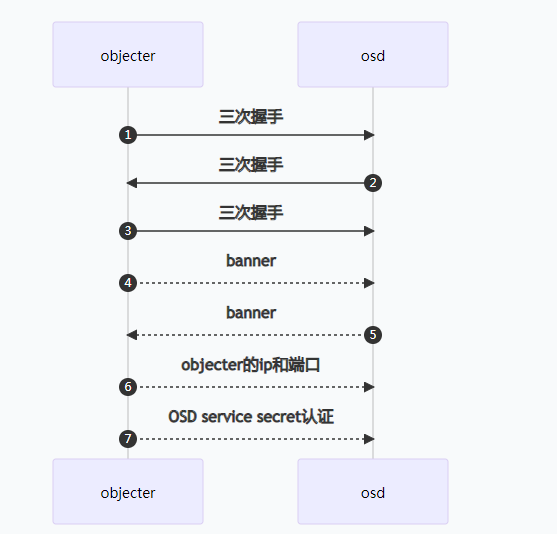 objecter
osd
三次握手
1
三次握手
2
三次握手
3
banner
4
banner
5
objecter的ip和端口
6
OSD service secret认证
7
objecter
osd